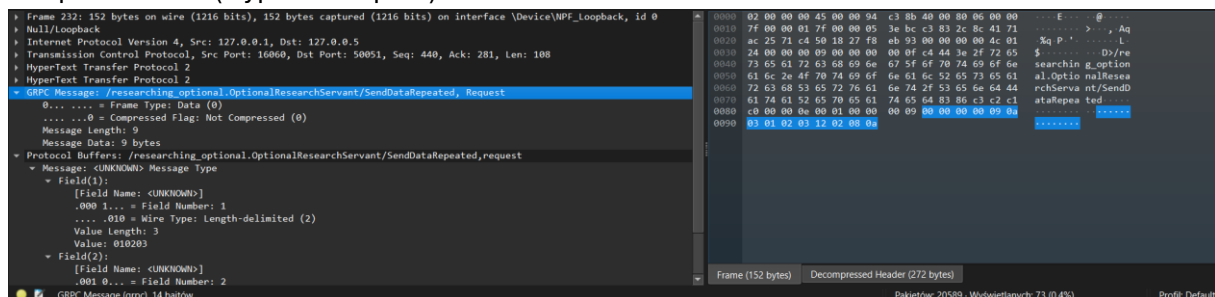 Frame 232: 152 bytes on wire (1216 bits), 152 bytes captured (1216 bits) on interface \Device\NPF_Loopback, id 0
Null/Loopback
Internet Protocol Version 4, Src: 127.0.0.1, Dst: 127.0.0.5
Transmission Control Protocol, Src Port: 16060, Dst Port: 50051, Seq: 440, Ack: 281, Len: 108
HyperText Transfer Protocol 2
HyperText Transfer Protocol 2
GRPC Message: /researching_optional.OptionalResearchServant/SendDataRepeated, Request
0... .... = Frame Type: Data (0)
.... ...0 = Compressed Flag: Not Compressed (0)
Message Length: 9
Message Data: 9 bytes
Protocol Buffers: /researching_optional.OptionalResearchServant/SendDataRepeated,request
Message: <UNKNOWN> Message Type
Field(1):
[Field Name: <UNKNOWN>]
.000 1... = Field Number: 1
.... .010 = Wire Type: Length-delimited (2)
Value Length: 3
Value: 010203
Field(2):
[Field Name: <UNKNOWN>]
.001 0... = Field Number: 2
0000 02 00 00 00 45 00 00 94 c3 8b 40 00 80 06 00 00 ····E··· ··@·····
0010 7f 00 00 01 7f 00 00 05 3e bc c3 83 2c 8c 41 71 ········ >···,·Aq
0020 ac 25 71 c4 50 18 27 f8 eb 93 00 00 00 00 4c 01 ·%q·P·'· ······L·
0030 24 00 00 00 09 00 00 00 00 0f c4 44 3e 2f 72 65 $······· ···D>/re
0040 73 65 61 72 63 68 69 6e 67 5f 6f 70 74 69 6f 6e searchin g_option
0050 61 6c 2e 4f 70 74 69 6f 6e 61 6c 52 65 73 65 61 al.Optio nalResea
0060 72 63 68 53 65 72 76 61 6e 74 2f 53 65 6e 64 44 rchServa nt/SendD
0070 61 74 61 52 65 70 65 61 74 65 64 83 86 c3 c2 c1 ataRepea ted·····
0080 c0 00 00 0e 00 01 00 00 00 09 00 00 00 00 09 0a ········ ········
0090 03 01 02 03 12 02 08 0a ········
Frame (152 bytes) Decompressed Header (272 bytes)
GRPC Message (grpc), 14 bajtów
Pakietów: 20589 · Wyświetlanych: 73 (0.4%)
Profil: Default